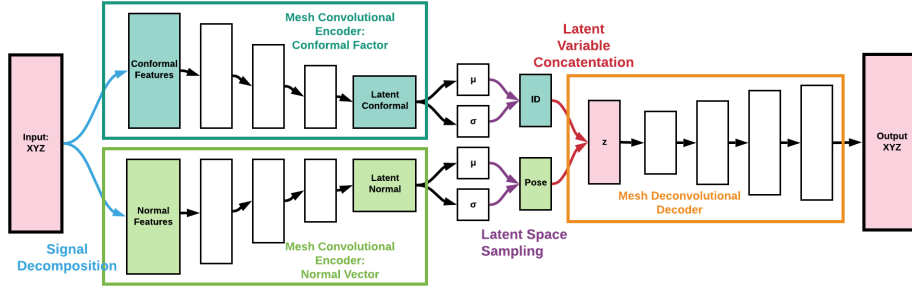 Input:
XYZ
Signal
Decomposition
Mesh Convolutional
Encoder:
Conformal Factor
Conformal
Features
Latent
Conformal
Normal
Features
Latent
Normal
Mesh Convolutional
Encoder:
Normal Vector
μ
σ
μ
σ
ID
Pose
Latent Space
Sampling
Latent
Variable
Concatentation
z
Mesh Deconvolutional
Decoder
Output
XYZ